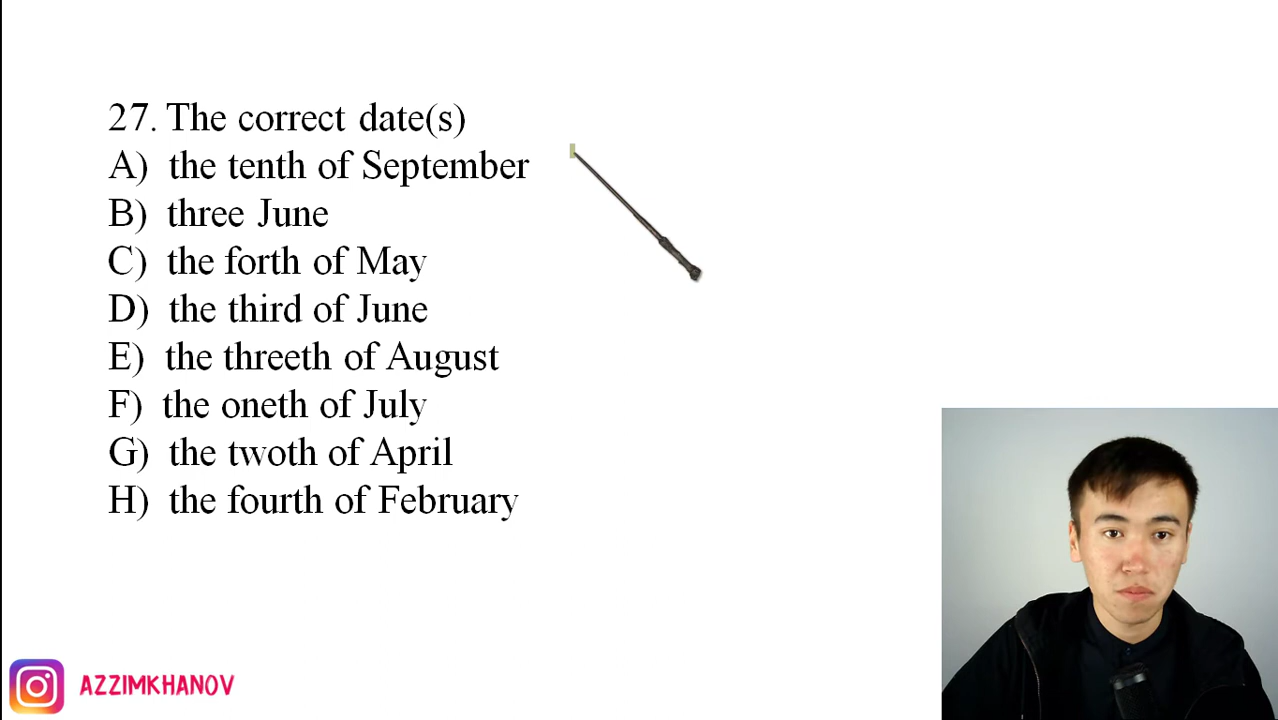 27. The correct date(s)
A) the tenth of September
B) three June
C) the forth of May
D) the third of June
E) the threeth of August
F) the oneth of July
G) the twoth of April
H) the fourth of February
AZZIMKHANOV